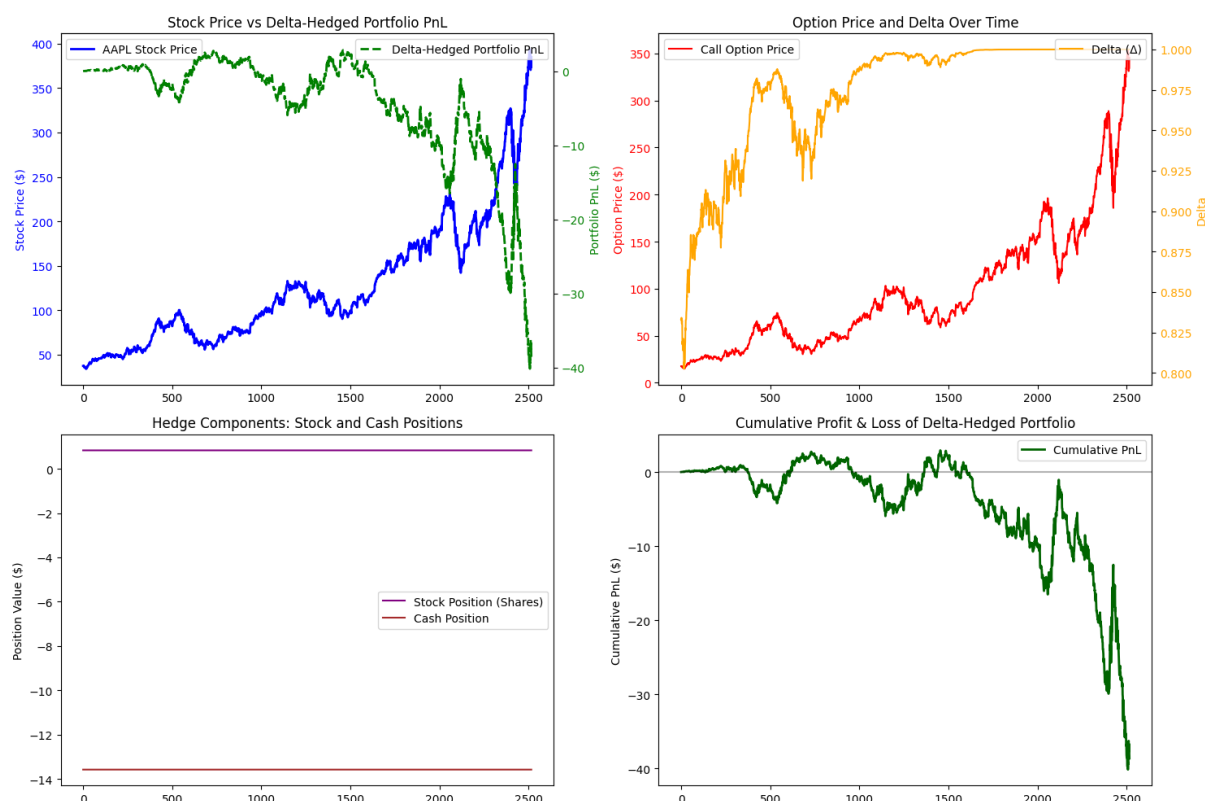 Stock Price vs Delta-Hedged Portfolio PnL
AAPL Stock Price
Delta-Hedged Portfolio PnL
Stock Price ($)
400
350
300
250
200
150
100
50
0
−10
−20
−30
−40
Portfolio PnL ($)
0 500 1000 1500 2000 2500
Option Price and Delta Over Time
Call Option Price
Delta (Δ)
Option Price ($)
350
300
250
200
150
100
50
0
1.000
0.975
0.950
0.925
0.900
0.875
0.850
0.825
0.800
Delta
0 500 1000 1500 2000 2500
Hedge Components: Stock and Cash Positions
Position Value ($)
0
−2
−4
−6
−8
−10
−12
−14
Stock Position (Shares)
Cash Position
0 500 1000 1500 2000 2500
Cumulative Profit & Loss of Delta-Hedged Portfolio
Cumulative PnL
Cumulative PnL ($)
0
−10
−20
−30
−40
0 500 1000 1500 2000 2500